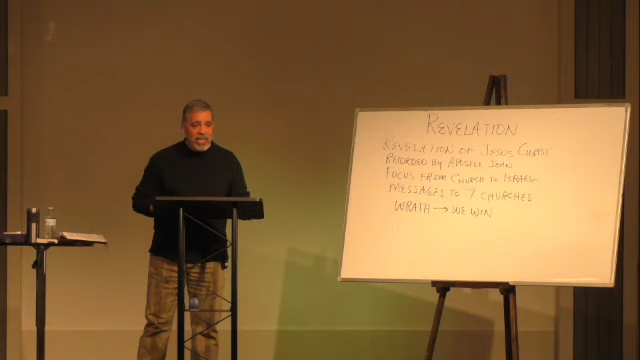 REVELATION
REVELATION OF JESUS CHRIST
RECORDED BY APOSTLE JOHN
FOCUS FROM CHURCH TO ISRAEL
MESSAGES TO 7 CHURCHES
WRATH → WE WIN